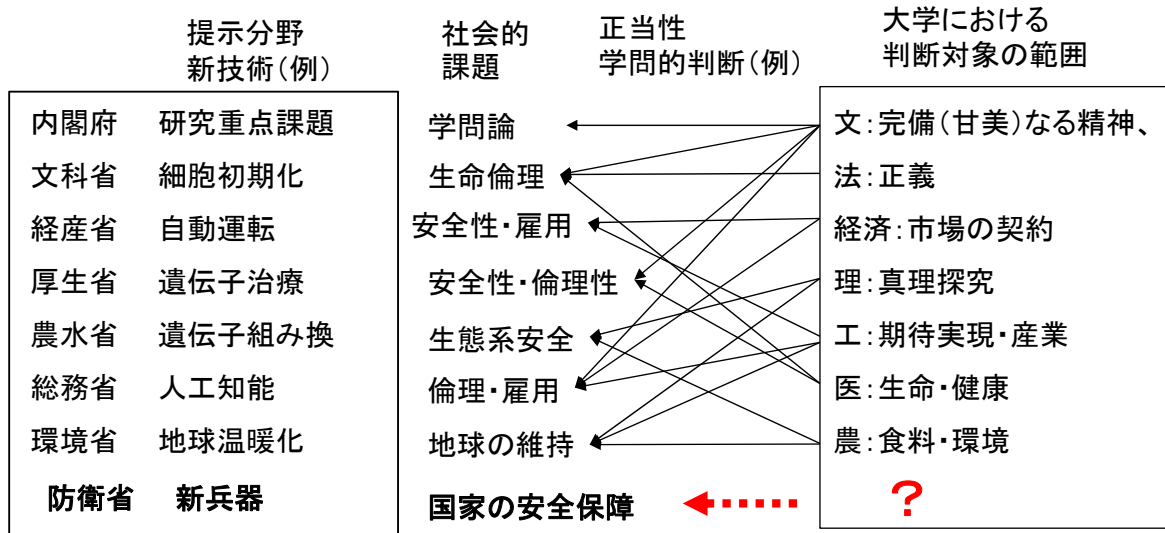 提示分野
新技術(例)
社会的
課題
正当性
学問的判断(例)
大学における
判断対象の範囲
内閣府 研究重点課題
学問論
文:完備(甘美)なる精神、
文科省 細胞初期化
生命倫理
法:正義
経産省 自動運転
安全性・雇用
経済:市場の契約
厚生省 遺伝子治療
安全性・倫理性
理:真理探究
農水省 遺伝子組み換
生態系安全
工:期待実現・産業
総務省 人工知能
倫理・雇用
医:生命・健康
環境省 地球温暖化
地球の維持
農:食料・環境
防衛省 新兵器
国家の安全保障
?